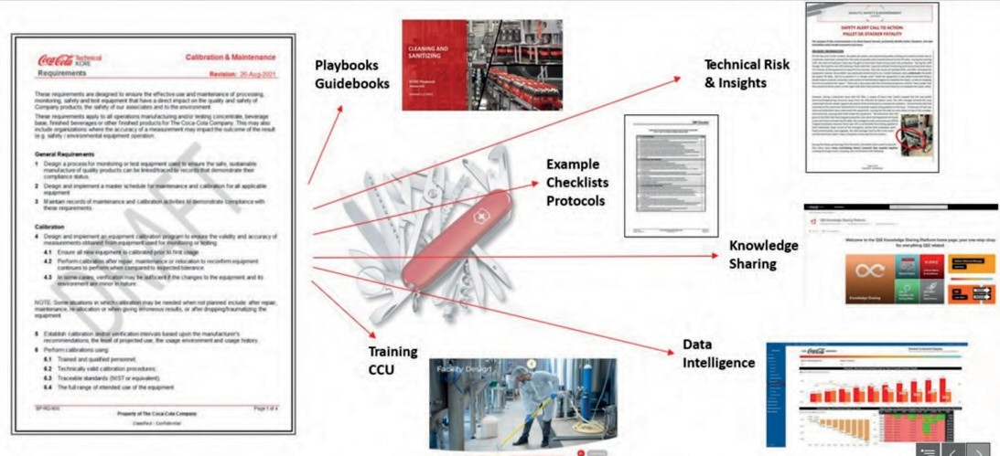 Coca-Cola Technical
KORE
Requirements
Calibration & Maintenance
Revision: 26-Aug-2021
These requirements are designed to ensure the effective use and maintenance of processing,
monitoring, safety and test equipment that have a direct impact on the quality and safety of
Company products, the safety of our associates and to the environment.
These requirements apply to all operations manufacturing and/or testing concentrate, beverage
base, finished beverages or other finished products for The Coca-Cola Company. This may also
include organizations where the accuracy of a measurement may impact the outcome of the result
(e.g. safety / environmental equipment operation.
General Requirements
1 Design a process for monitoring or test equipment used to ensure the safe, sustainable
manufacture of quality products can be linked/traced to records that demonstrate their
compliance status.
2 Design and implement a master schedule for maintenance and calibration for all applicable
equipment
3 Maintain records of maintenance and calibration activities to demonstrate compliance with
these requirements.
Calibration
4 Design and implement an equipment calibration program to ensure the validity and accuracy of
measurements obtained from equipment used for monitoring or testing.
4.1 Ensure all new equipment is calibrated prior to first usage.
4.2 Perform calibration after repair, maintenance or relocation to reconfirm equipment
continues to perform when compared to expected tolerance.
4.3 In some cases, verification may be sufficient if the changes to the equipment and its
environment are minor in nature.
NOTE: Some situations in which calibration may be needed when not planned include: after repair,
maintenance, re-allocation or when giving erroneous results, or after dropping/traumatizing the
equipment
5 Establish calibration and/or verification intervals based upon the manufacturer's
recommendations, the level of projected use, the usage environment and usage history.
6 Perform calibrations using:
6.1 Trained and qualified personnel;
6.2 Technically valid calibration procedures;
6.3 Traceable standards (NIST or equivalent).
6.4 The full range of intended use of the equipment
Page 1 of 4
Property of The Coca-Cola Company
Classified - Confidential
DRAFT
Playbooks
Guidebooks
CLEANING AND
SANITIZING
Technical Risk
& Insights
SAFETY ALERT CALL TO ACTION:
PALLET DE-STACKER FATALITY
Example
Checklists
Protocols
Knowledge
Sharing
QSE Knowledge Sharing Platform
Welcome to the QSE Knowledge Sharing Platform home page, your one-stop shop
for everything QSE related
Knowledge Sharing
KORE
Training
CCU
Facility Design
Data
Intelligence
Coca-Cola